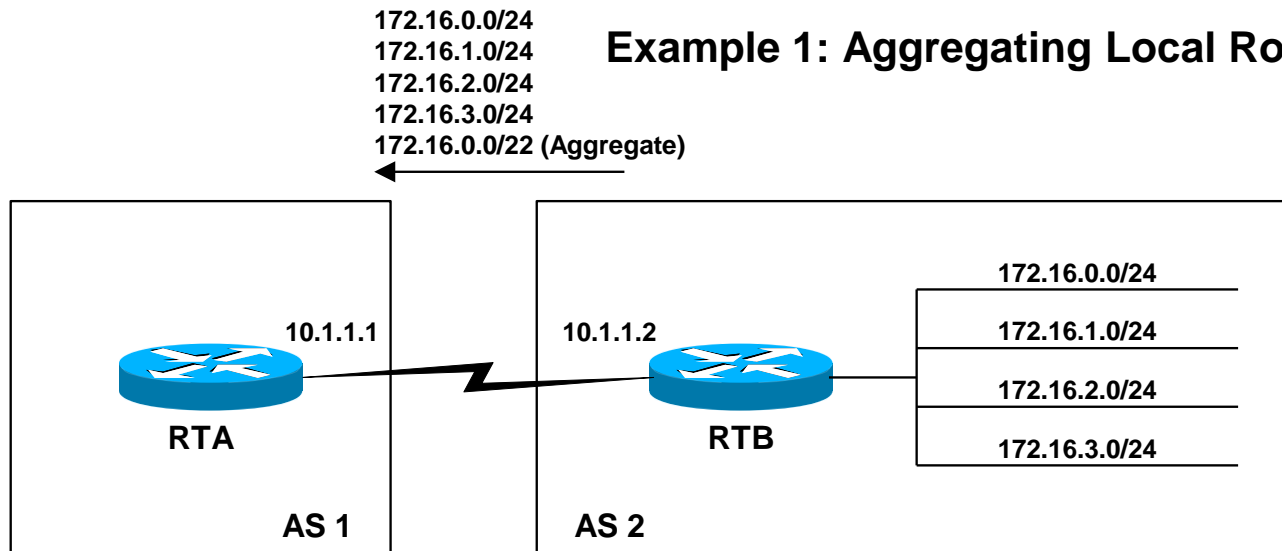 172.16.0.0/24
172.16.1.0/24
172.16.2.0/24
172.16.3.0/24
172.16.0.0/22 (Aggregate)
Example 1: Aggregating Local
172.16.0.0/24
172.16.1.0/24
172.16.2.0/24
172.16.3.0/24
10.1.1.1
10.1.1.2
RTA
RTB
AS 1
AS 2